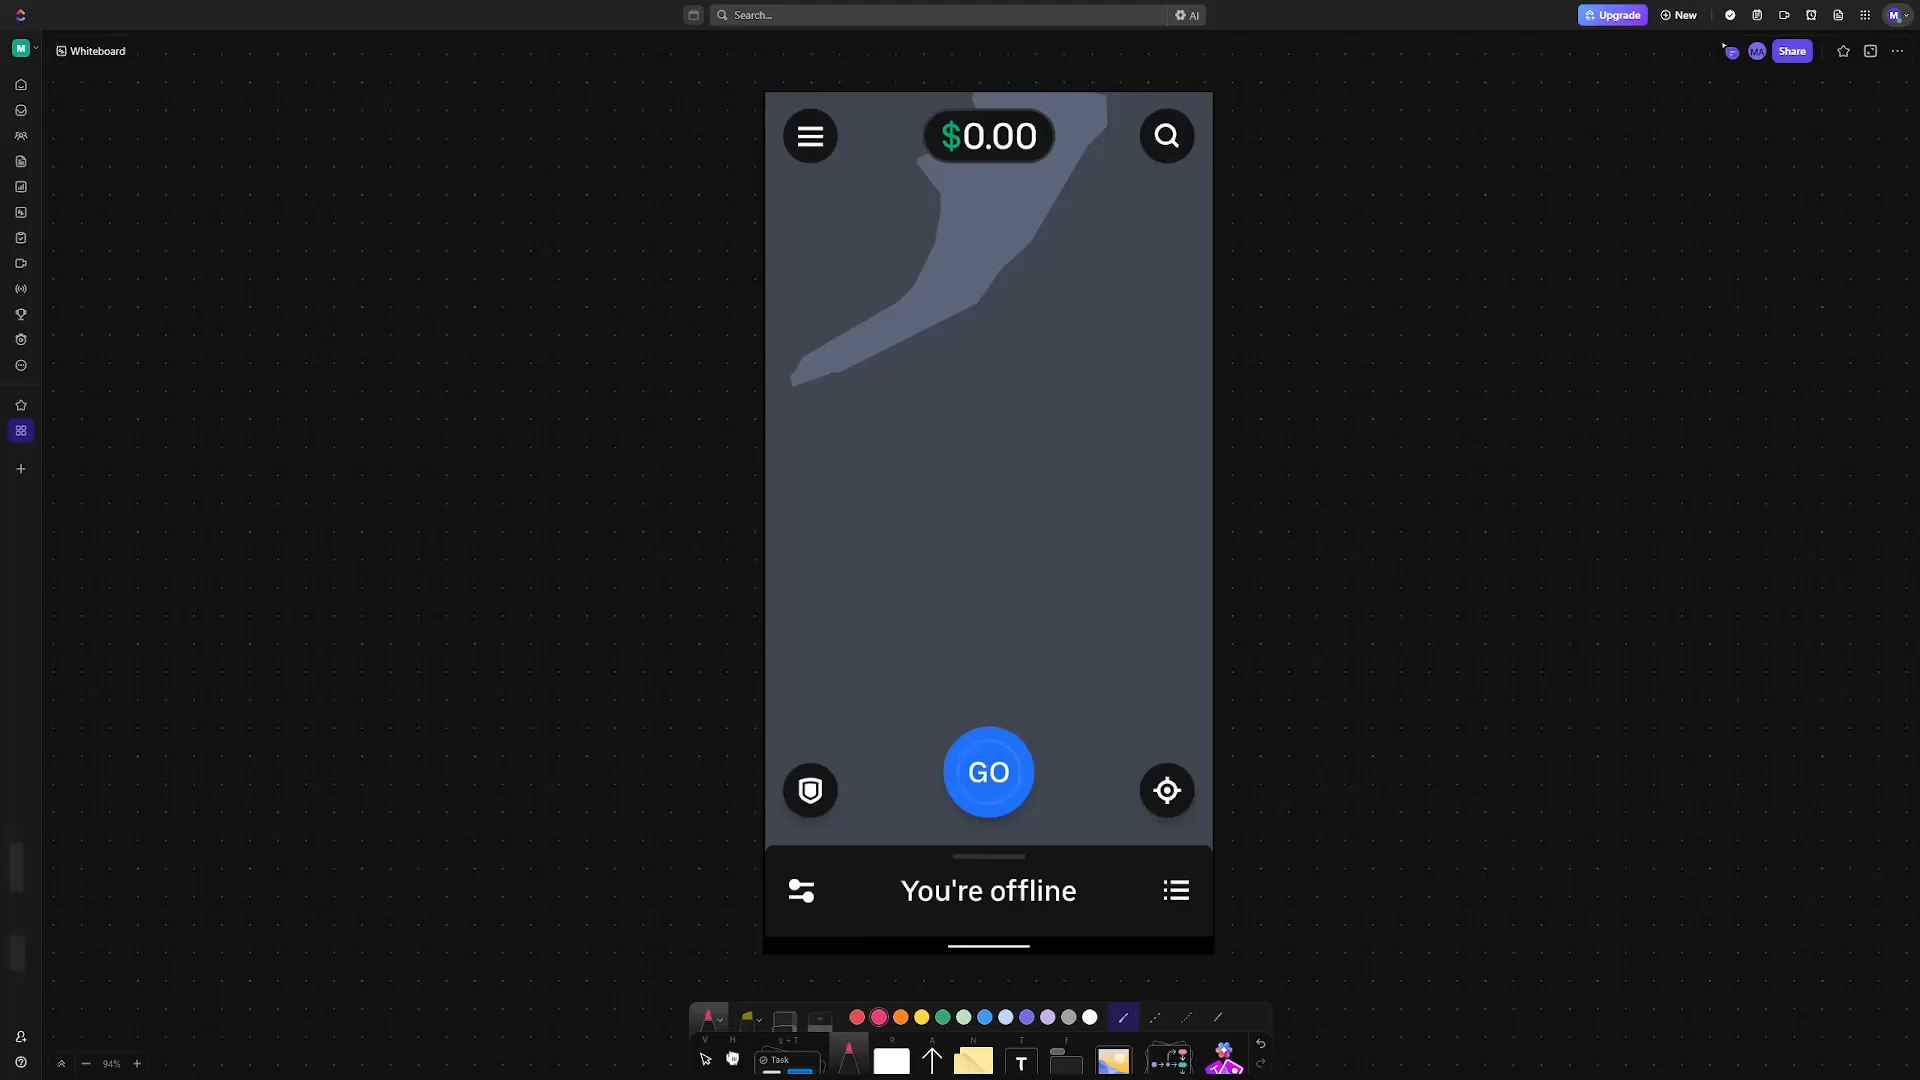 Search...
AI
Upgrade
New
M
M
Whiteboard
MA
Share
$0.00
GO
You're offline
V
H
⇧ + T
R
A
N
T
F
Task
T
94%